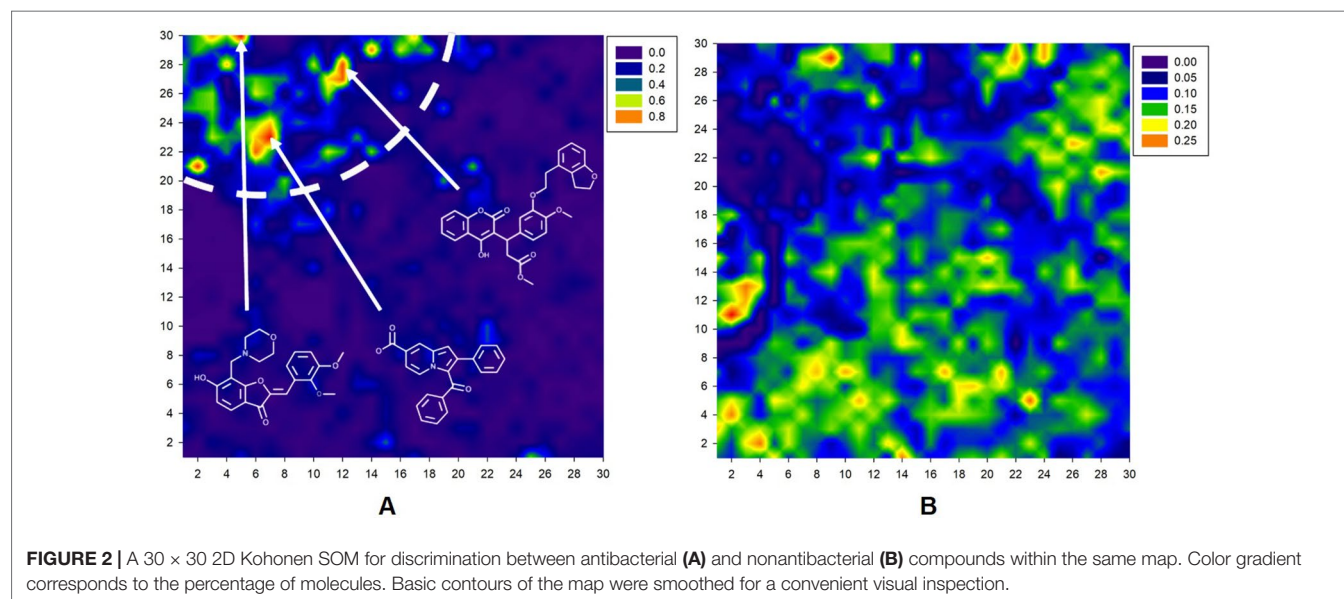 30
28
26
24
22
20
18
16
14
12
10
8
6
4
2
2 4 6 8 10 12 14 16 18 20 22 24 26 28 30
0.0
0.2
0.4
0.6
0.8
O
O
O
O
O
OH
O
O
N
O
HO
O
O
O
O
O
O
N
O
A
30
28
26
24
22
20
18
16
14
12
10
9
8
6
4
2
2 4 6 8 10 12 14 16 18 20 22 24 26 28 30
0.00
0.05
0.10
0.15
0.20
0.25
B
FIGURE 2 | A 30 × 30 2D Kohonen SOM for discrimination between antibacterial (A) and nonantibacterial (B) compounds within the same map. Color gradient
corresponds to the percentage of molecules. Basic contours of the map were smoothed for a convenient visual inspection.